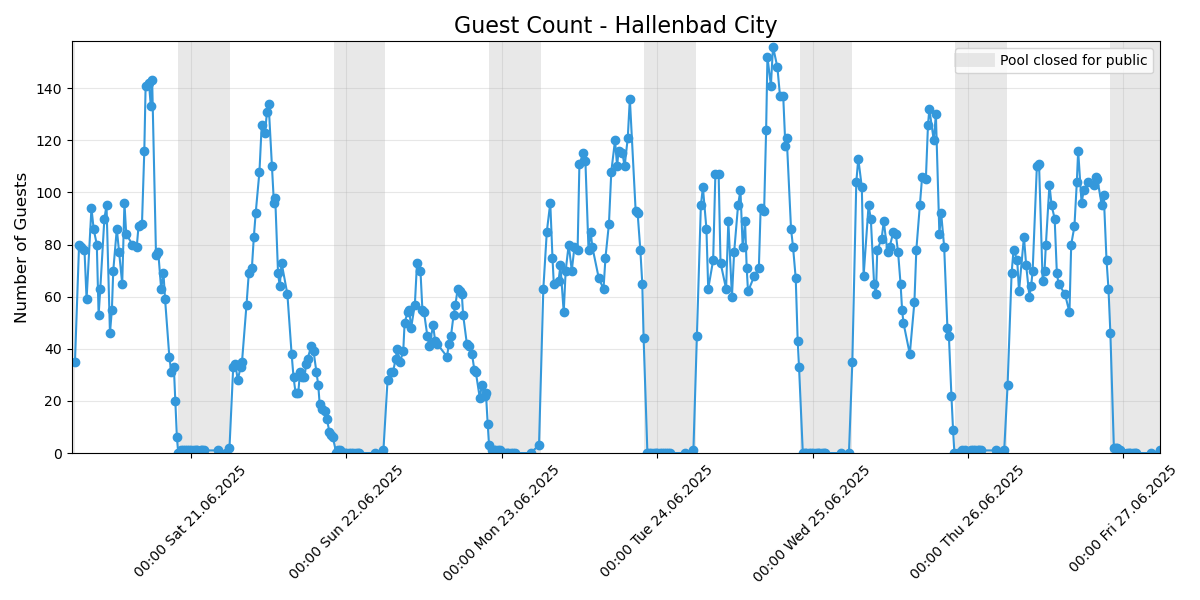 Guest Count - Hallenbad City
Pool closed for public
Number of Guests
140
120
100
80
60
40
20
0
00:00 Sat 21.06.2025
00:00 Sun 22.06.2025
00:00 Mon 23.06.2025
00:00 Tue 24.06.2025
00:00 Wed 25.06.2025
00:00 Thu 26.06.2025
00:00 Fri 27.06.2025